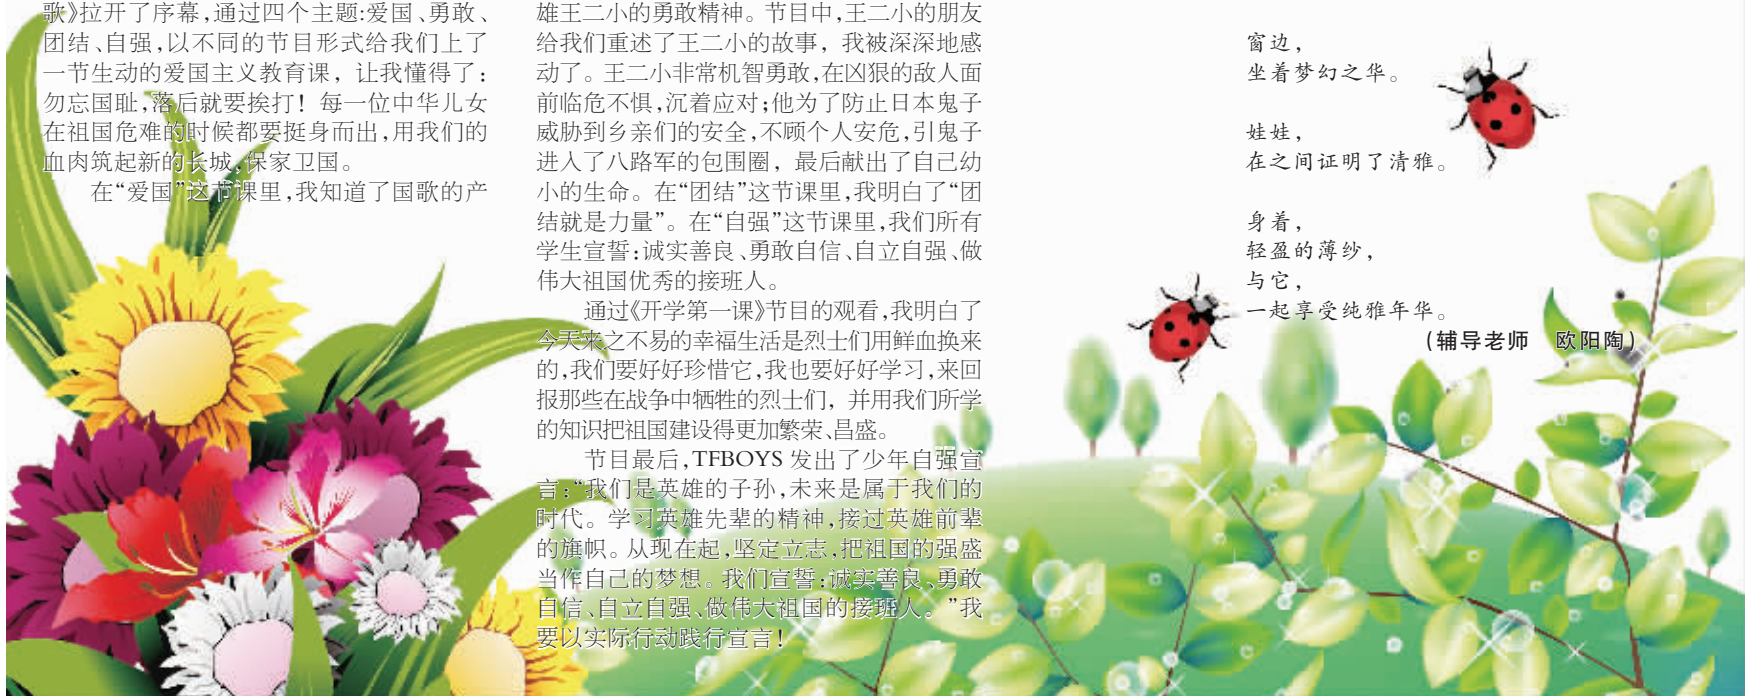 歌》拉开了序幕,通过四个主题:爱国、勇敢、
团结、自强,以不同的节目形式给我们上了
一节生动的爱国主义教育课，让我懂得了:
勿忘国耻,落后就要挨打！每一位中华儿女
在祖国危难的时候都要挺身而出,用我们的
血肉筑起新的长城,保家卫国。
在“爱国”这节课里,我知道了国歌的产
雄王二小的勇敢精神。节目中,王二小的朋友
给我们重述了王二小的故事，我被深深地感
动了。王二小非常机智勇敢,在凶狠的敌人面
前临危不惧,沉着应对;他为了防止日本鬼子
威胁到乡亲们的安全,不顾个人安危,引鬼子
进入了八路军的包围圈，最后献出了自己幼
小的生命。在“团结”这节课里,我明白了“团
结就是力量”。在“自强”这节课里,我们所有
学生宣誓:诚实善良、勇敢自信、自立自强、做
伟大祖国优秀的接班人。
通过《开学第一课》节目的观看,我明白了
今天来之不易的幸福生活是烈士们用鲜血换来
的,我们要好好珍惜它,我也要好好学习,来回
报那些在战争中牺牲的烈士们，并用我们所学
的知识把祖国建设得更加繁荣、昌盛。
节目最后,TFBOYS 发出了少年自强宣
言:“我们是英雄的子孙,未来是属于我们的
时代。学习英雄先辈的精神,接过英雄前辈
的旗帜。从现在起,坚定立志,把祖国的强盛
当作自己的梦想。我们宣誓:诚实善良、勇敢
自信、自立自强、做伟大祖国的接班人。”我
要以实际行动践行宣言！
窗边，
坐着梦幻之华。
娃娃，
在之间证明了清雅。
身着，
轻盈的薄纱，
与它，
一起享受纯雅年华。
（辅导老师　欧阳陶）